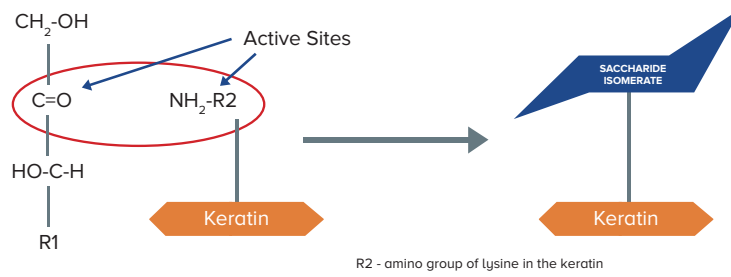 CH₂-OH
Active Sites
SACCHARIDE
ISOMERATE
C=O
NH₂-R2
HO-C-H
Keratin
Keratin
R1
R2 - amino group of lysine in the keratin